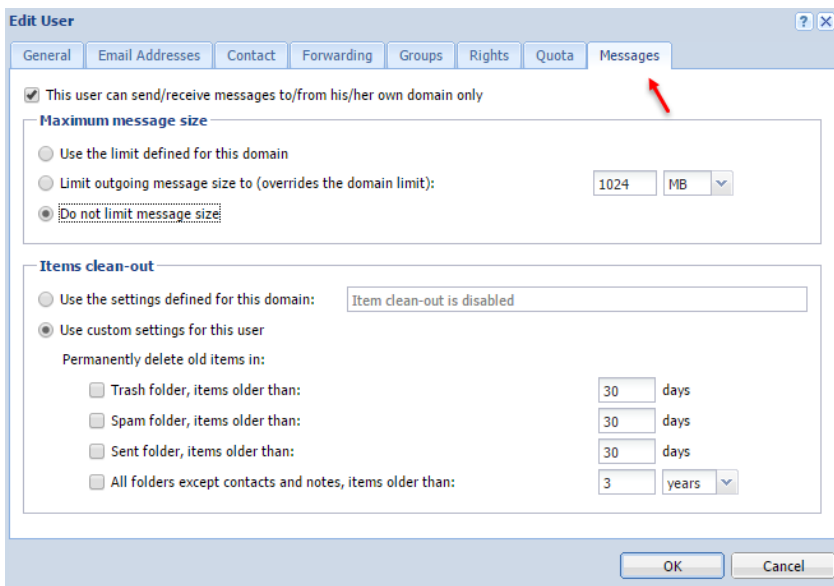 Edit User
General Email Addresses Contact Forwarding Groups Rights Quota Messages
This user can send/receive messages to/from his/her own domain only
Maximum message size
Use the limit defined for this domain
Limit outgoing message size to (overrides the domain limit): 1024 MB
Do not limit message size
Items clean-out
Use the settings defined for this domain: Item clean-out is disabled
Use custom settings for this user
Permanently delete old items in:
Trash folder, items older than: 30 days
Spam folder, items older than: 30 days
Sent folder, items older than: 30 days
All folders except contacts and notes, items older than: 3 years
OK Cancel